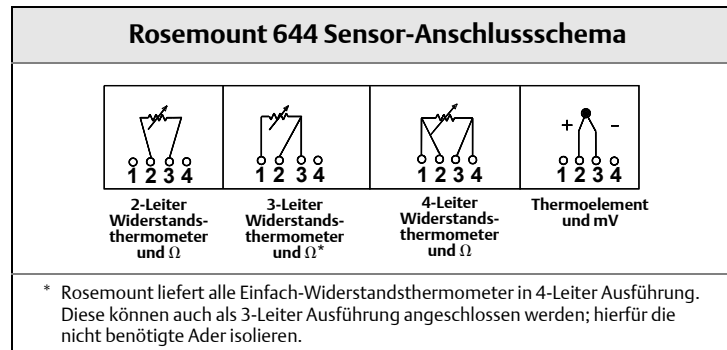 Rosemount 644 Sensor-Anschlussschema
1 2 3 4
1 2 3 4
1 2 3 4
+ -
1 2 3 4
2-Leiter
Widerstands-
thermometer
und Ω
3-Leiter
Widerstands-
thermometer
und Ω*
4-Leiter
Widerstands-
thermometer
und Ω
Thermoelement
und mV
* Rosemount liefert alle Einfach-Widerstandsthermometer in 4-Leiter Ausführung.
Diese können auch als 3-Leiter Ausführung angeschlossen werden; hierfür die
nicht benötigte Ader isolieren.